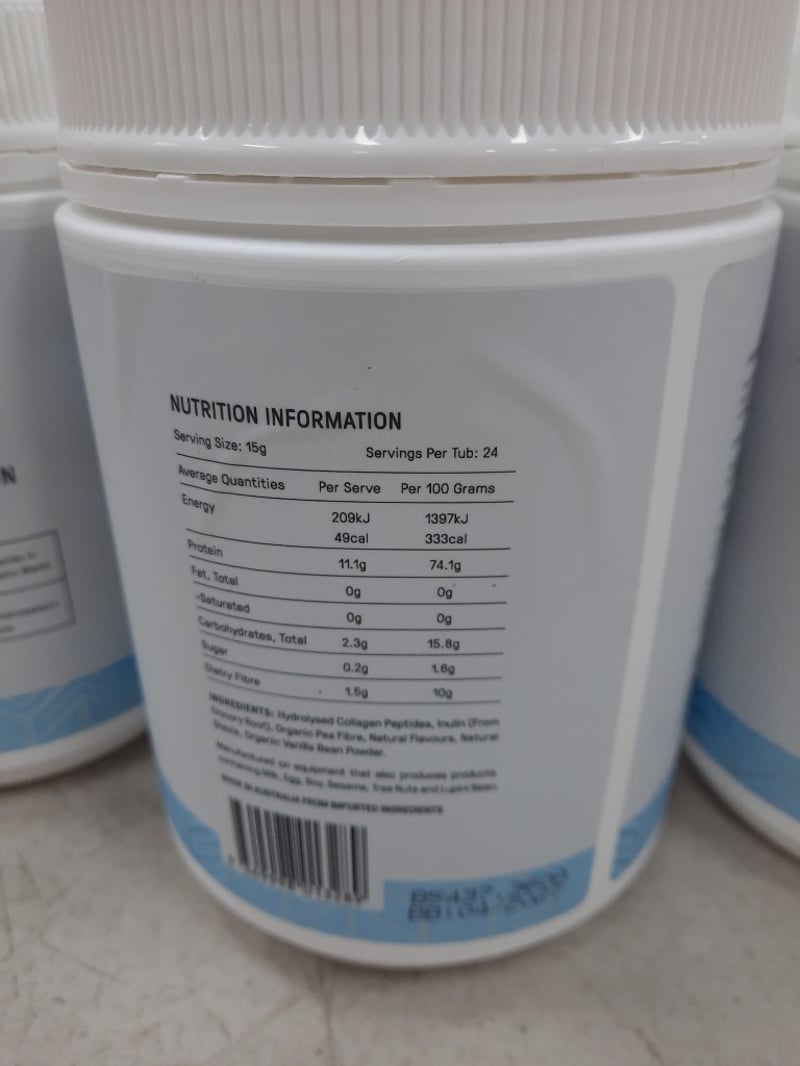 NUTRITION INFORMATION
Serving Size: 15g Servings Per Tub: 24
Average Quantities Per Serve Per 100 Grams
Energy 209kJ 1397kJ
49cal 333cal
Protein 11.1g 74.1g
Fat, Total 0g 0g
-Saturated 0g 0g
Carbohydrates, Total 2.3g 15.8g
Sugar 0.2g 1.6g
Dietry Fibre 1.5g 10g
INGREDIENTS: Hydrolysed Collagen Peptides, Inulin (From
Chicory Root), Organic Pea Fibre, Natural Flavours, Natural
Stevia, Organic Vanilla Bean Powder.
Manufactured on equipment that also produces products
containing Milk, Egg, Soy, Sesame, Tree Nuts and Lupini Bean.
MADE IN AUSTRALIA FROM IMPORTED INGREDIENTS
N